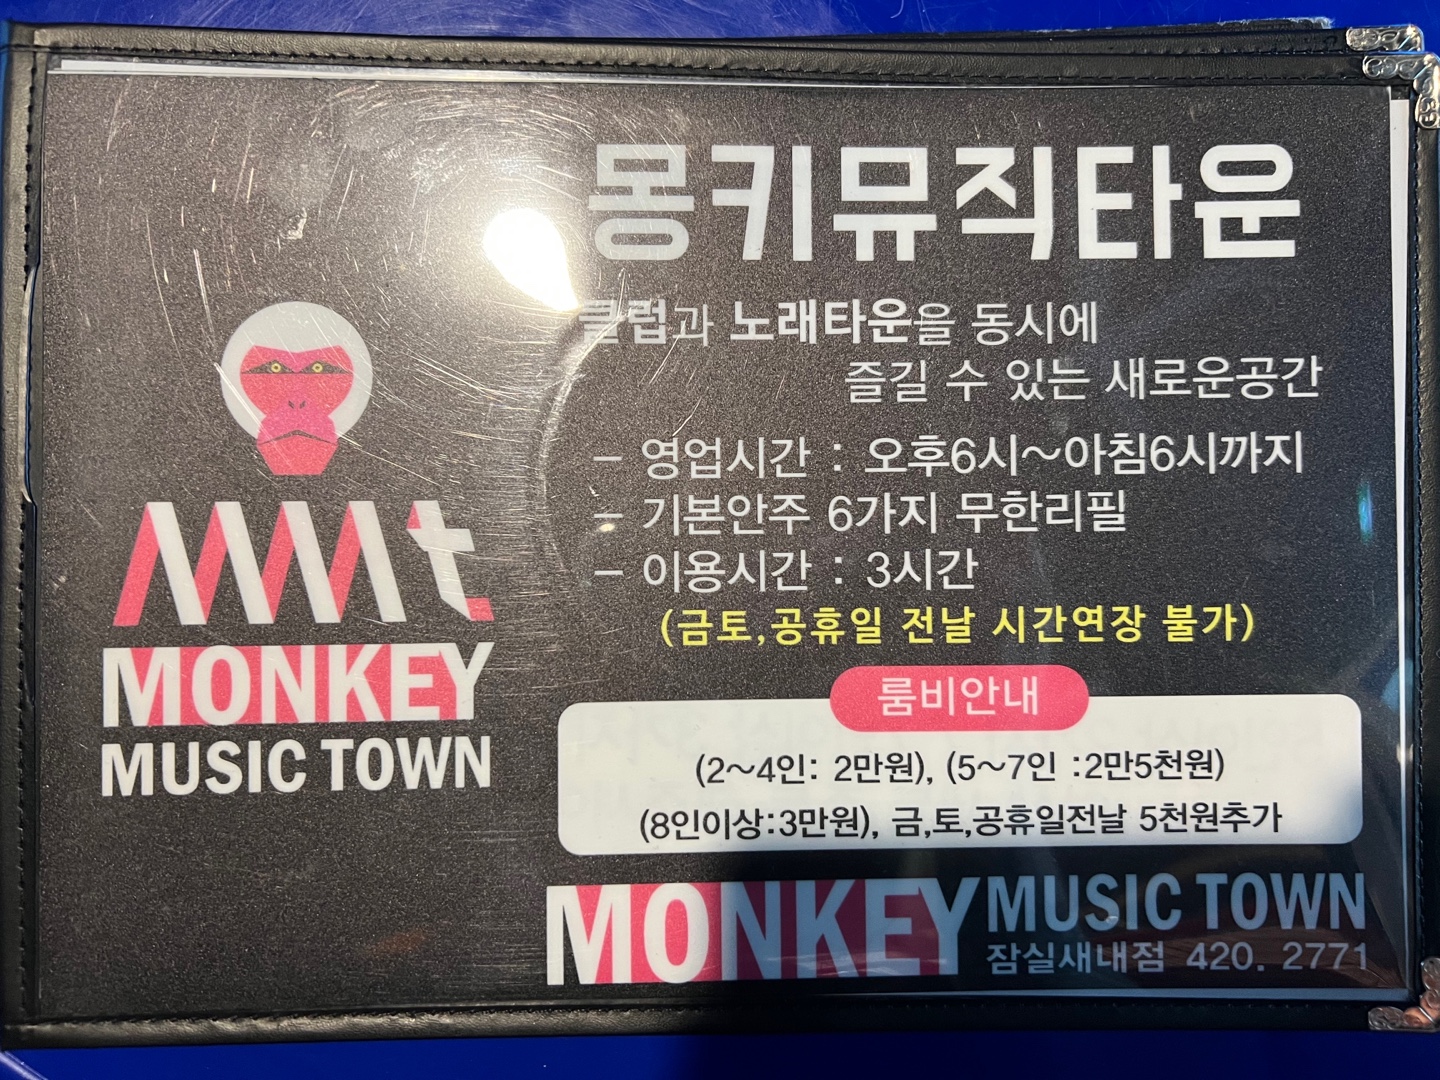 몽키뮤직타운
클럽과 노래타운을 동시에
즐길 수 있는 새로운공간
– 영업시간 : 오후6시~아침6시까지
– 기본안주 6가지 무한리필
– 이용시간 : 3시간
(금토,공휴일 전날 시간연장 불가)
MMt
MONKEY
MUSIC TOWN
룸비안내
(2~4인: 2만원), (5~7인 :2만5천원)
(8인이상:3만원), 금,토,공휴일전날 5천원추가
MONKEY MUSIC TOWN
잠실새내점 420. 2771